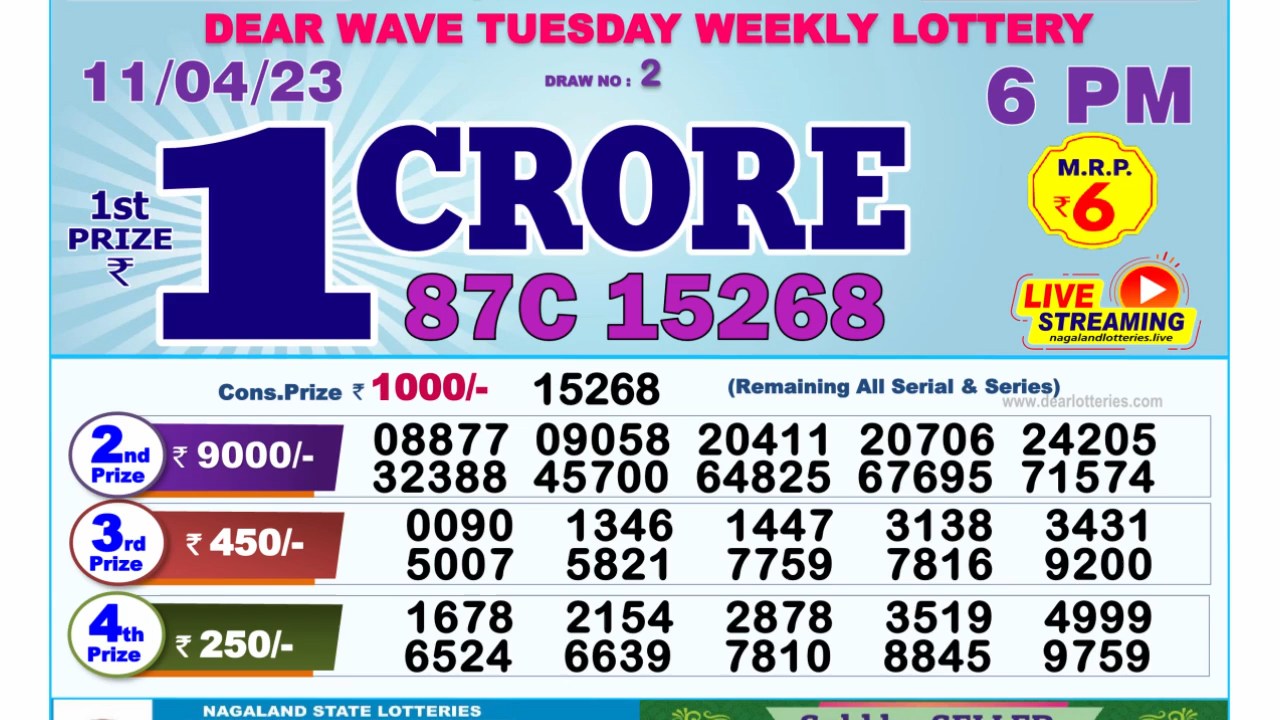 DEAR WAVE TUESDAY WEEKLY LOTTERY
11/04/23
DRAW NO : 2
6 PM
1st
PRIZE
₹
1 CRORE
87C 15268
M.R.P.
₹6
LIVE
STREAMING
nagalandlotteries.live
Cons.Prize ₹ 1000/- 15268 (Remaining All Serial & Series)
www.dearlotteries.com
2nd
Prize
₹ 9000/-
08877 09058 20411 20706 24205
32388 45700 64825 67695 71574
3rd
Prize
₹ 450/-
0090 1346 1447 3138 3431
5007 5821 7759 7816 9200
4th
Prize
₹ 250/-
1678 2154 2878 3519 4999
6524 6639 7810 8845 9759
NAGALAND STATE LOTTERIES